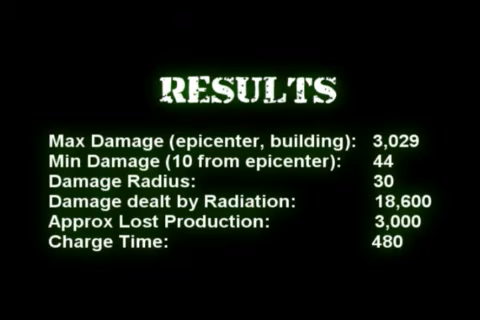 RESULTS
Max Damage (epicenter, building): 3,029
Min Damage (10 from epicenter): 44
Damage Radius: 30
Damage dealt by Radiation: 18,600
Approx Lost Production: 3,000
Charge Time: 480